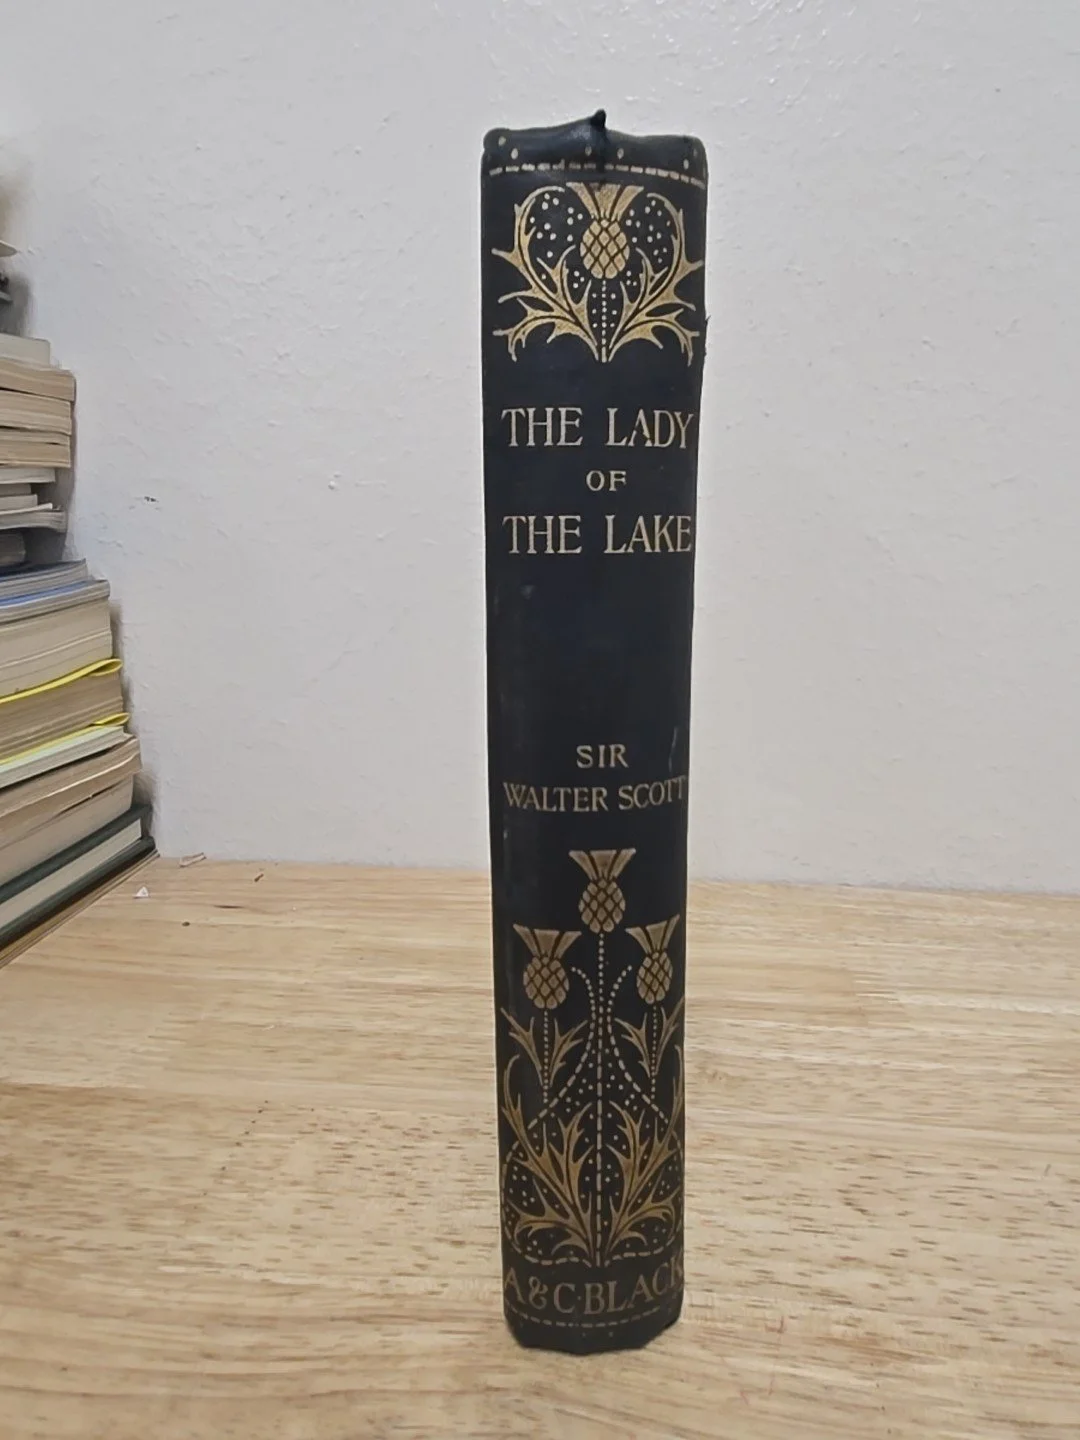 THE LADY
OF
THE LAKE
SIR
WALTER SCOTT
A & C · BLACK